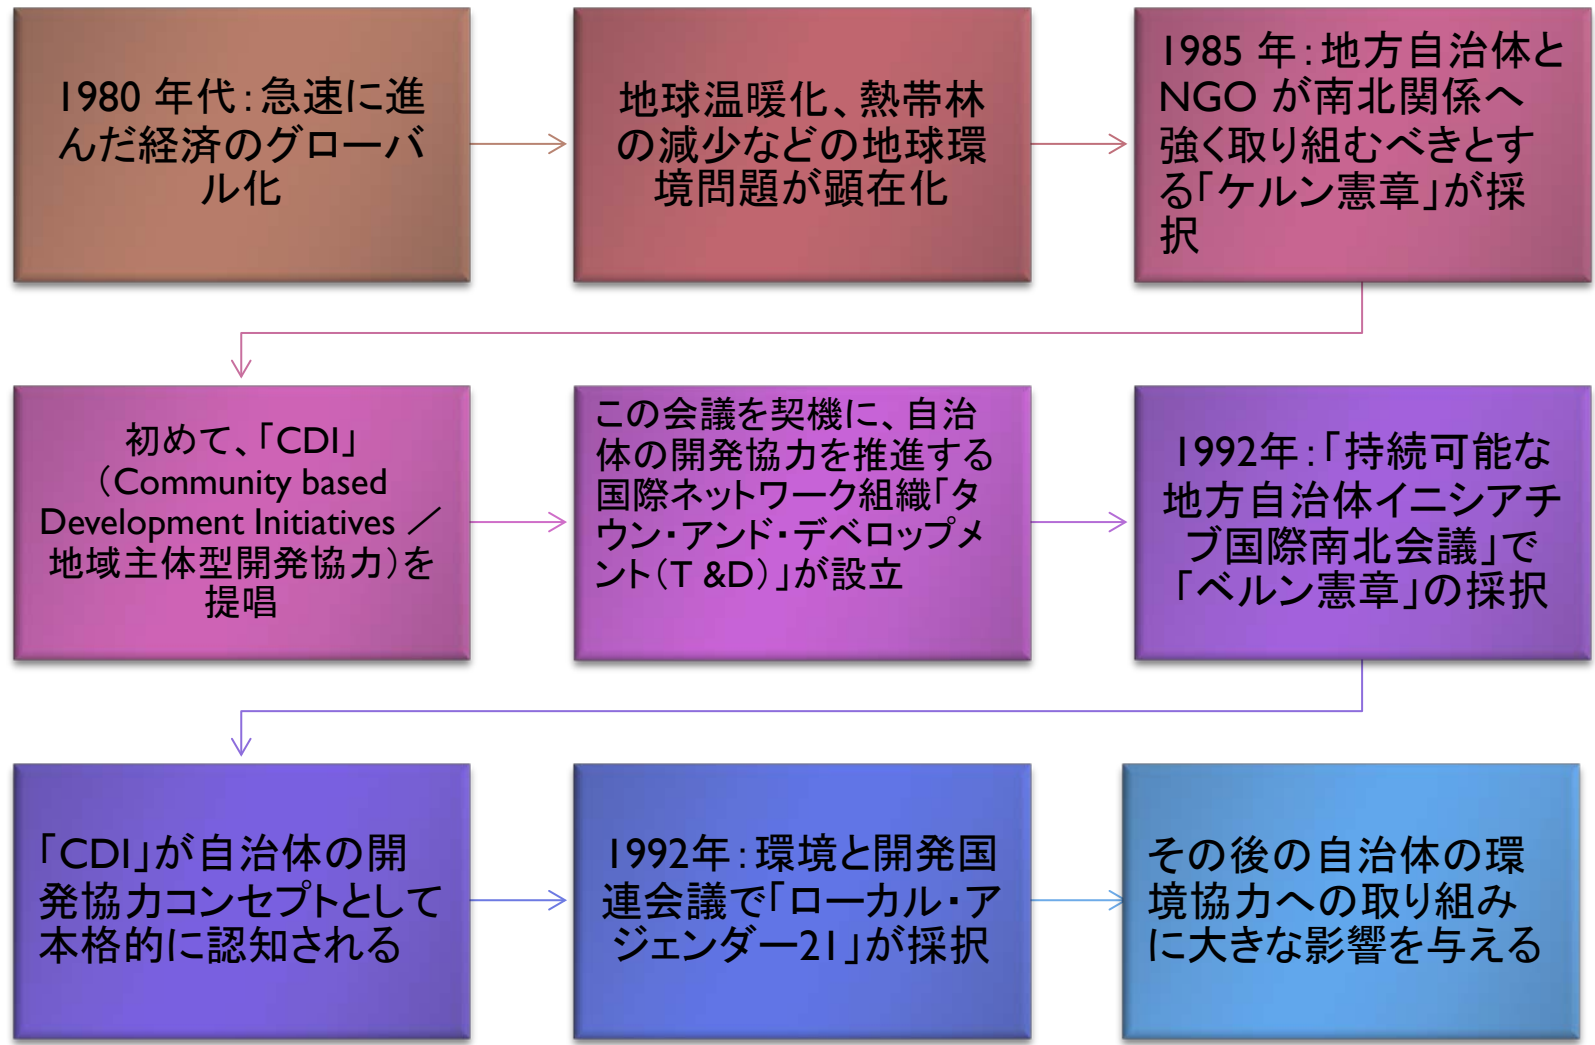 1980 年代：急速に進
んだ経済のグローバ
ル化
地球温暖化、熱帯林
の減少などの地球環
境問題が顕在化
1985 年：地方自治体と
NGO が南北関係へ
強く取り組むべきとす
る「ケルン憲章」が採
択
初めて、「CDI」
（Community based
Development Initiatives ／
地域主体型開発協力）を
提唱
この会議を契機に、自治
体の開発協力を推進する
国際ネットワーク組織「タ
ウン・アンド・デベロップメ
ント（T &D）」が設立
1992年：「持続可能な
地方自治体イニシアチ
ブ国際南北会議」で
「ベルン憲章」の採択
「CDI」が自治体の開
発協力コンセプトとして
本格的に認知される
1992年：環境と開発国
連会議で「ローカル・ア
ジェンダー21」が採択
その後の自治体の環
境協力への取り組み
に大きな影響を与える